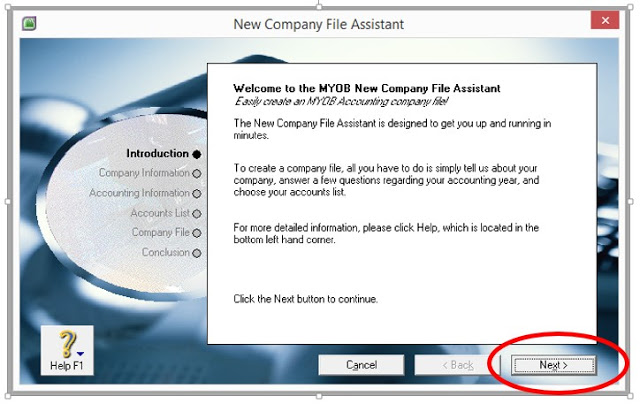 New Company File Assistant
Welcome to the MYOB New Company File Assistant
Easily create an MYOB Accounting company file!
The New Company File Assistant is designed to get you up and running in
minutes.
To create a company file, all you have to do is simply tell us about your
company, answer a few questions regarding your accounting year, and
choose your accounts list.
For more detailed information, please click Help, which is located in the
bottom left hand corner.
Click the Next button to continue.
Introduction
Company Information
Accounting Information
Accounts List
Company File
Conclusion
Help F1
Cancel
< Back
Next >